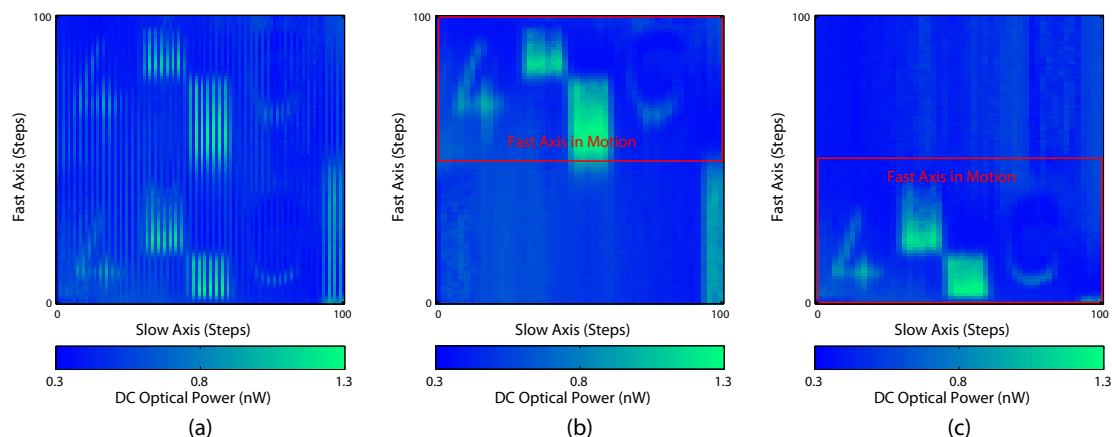 100
Fast Axis (Steps)
0
0
100
Slow Axis (Steps)
0.3
0.8
1.3
DC Optical Power (nW)
(a)
100
Fast Axis in Motion
Fast Axis (Steps)
0
0
100
Slow Axis (Steps)
0.3
0.8
1.3
DC Optical Power (nW)
(b)
100
Fast Axis in Motion
Fast Axis (Steps)
0
0
100
Slow Axis (Steps)
0.3
0.8
1.3
DC Optical Power (nW)
(c)